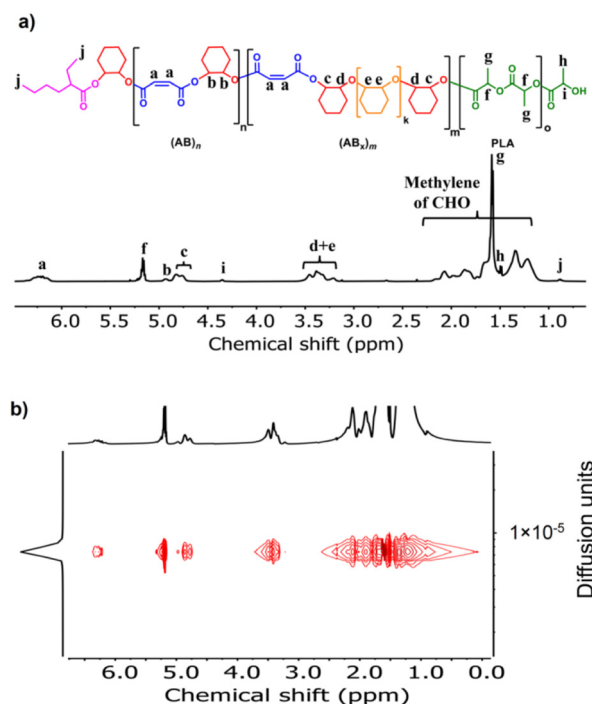 a)
j
j
O
O
O
a a
O
O
O
O
b b
n
O
O
a a
O
O
c d
O
e e
O
k
d c
O
O
m
O
g
O
f
O
f
g
O
o
O
h
i
OH
(AB)n
(ABx)m
PLA
g
Methylene
of CHO
a
f
b
c
i
d+e
h
j
6.0 5.5 5.0 4.5 4.0 3.5 3.0 2.5 2.0 1.5 1.0
Chemical shift (ppm)
b)
1×10-5
Diffusion units
6.0 5.0 4.0 3.0 2.0 1.0 0.0
Chemical shift (ppm)